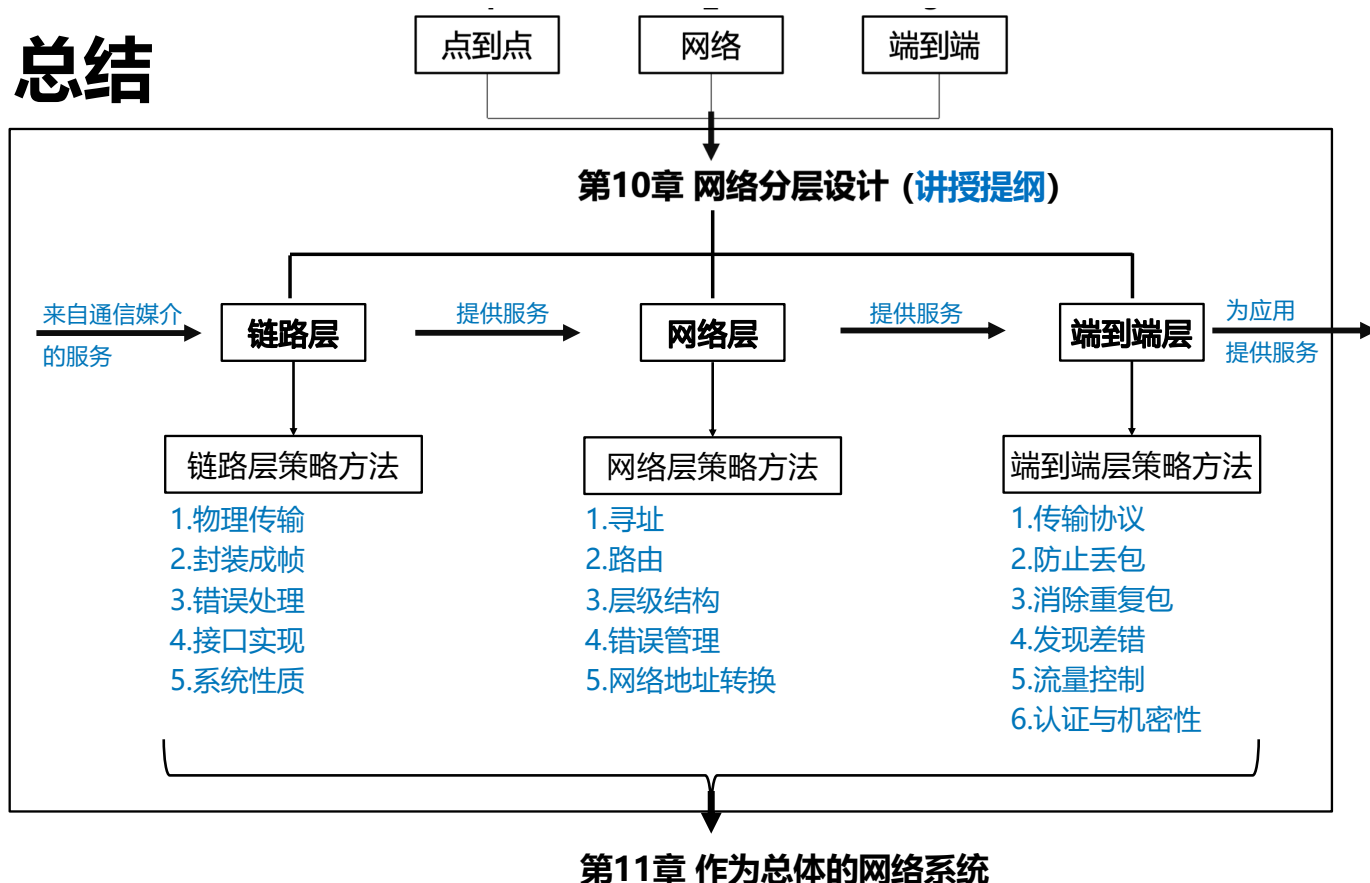 总结
点到点
网络
端到端
第10章 网络分层设计 (讲授提纲)
来自通信媒介
的服务
链路层
提供服务
网络层
提供服务
端到端层
为应用
提供服务
链路层策略方法
1.物理传输
2.封装成帧
3.错误处理
4.接口实现
5.系统性质
网络层策略方法
1.寻址
2.路由
3.层级结构
4.错误管理
5.网络地址转换
端到端层策略方法
1.传输协议
2.防止丢包
3.消除重复包
4.发现差错
5.流量控制
6.认证与机密性
第11章 作为总体的网络系统